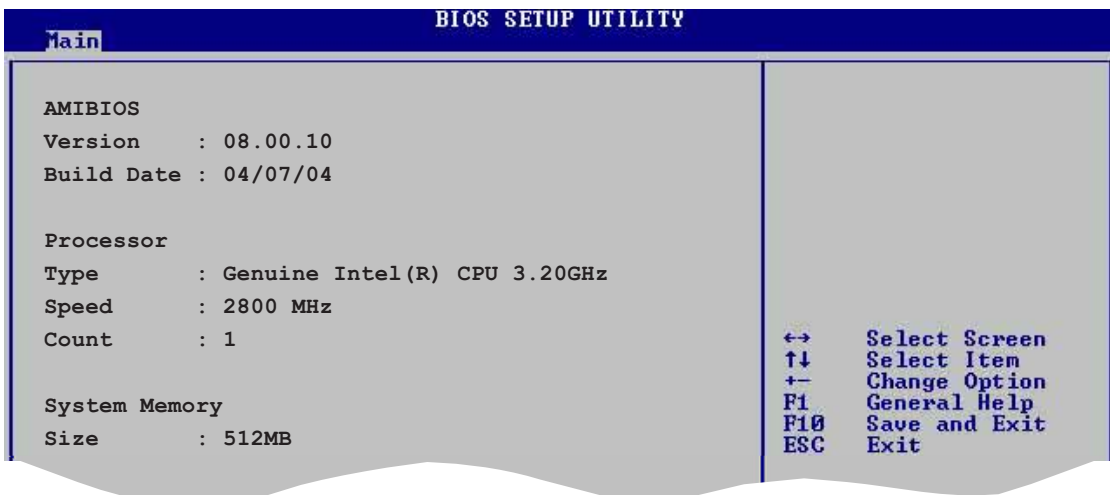 BIOS SETUP UTILITY
Main
AMIBIOS
Version : 08.00.10
Build Date : 04/07/04
Processor
Type : Genuine Intel(R) CPU 3.20GHz
Speed : 2800 MHz
Count : 1
System Memory
Size : 512MB
←→ Select Screen
↑↓ Select Item
+- Change Option
F1 General Help
F10 Save and Exit
ESC Exit